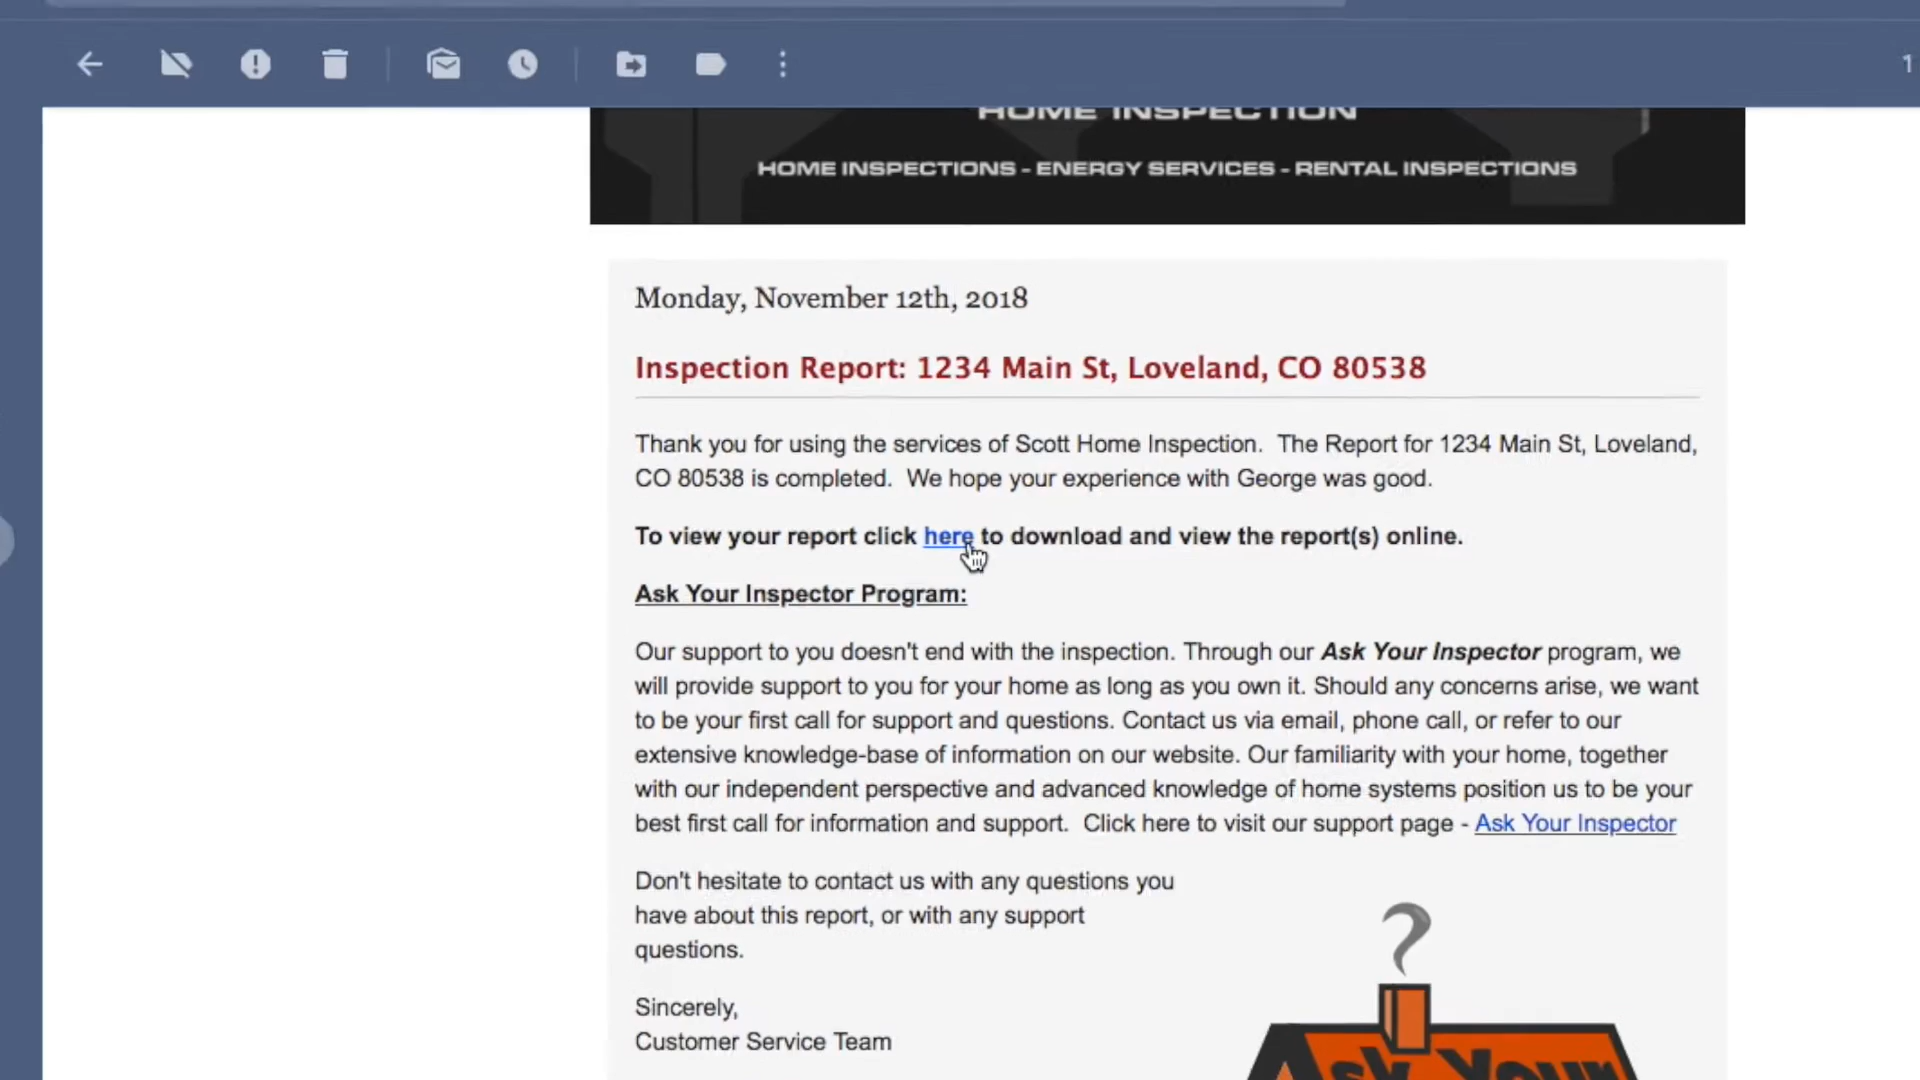 1
HOME INSPECTION
HOME INSPECTIONS - ENERGY SERVICES - RENTAL INSPECTIONS
Monday, November 12th, 2018
Inspection Report: 1234 Main St, Loveland, CO 80538
Thank you for using the services of Scott Home Inspection.  The Report for 1234 Main St, Loveland,
CO 80538 is completed.  We hope your experience with George was good.
To view your report click here to download and view the report(s) online.
Ask Your Inspector Program:
Our support to you doesn't end with the inspection. Through our Ask Your Inspector program, we
will provide support to you for your home as long as you own it. Should any concerns arise, we want
to be your first call for support and questions. Contact us via email, phone call, or refer to our
extensive knowledge-base of information on our website. Our familiarity with your home, together
with our independent perspective and advanced knowledge of home systems position us to be your
best first call for information and support.  Click here to visit our support page - Ask Your Inspector
Don't hesitate to contact us with any questions you
have about this report, or with any support
questions.
Sincerely,
Customer Service Team
?
Ask Your